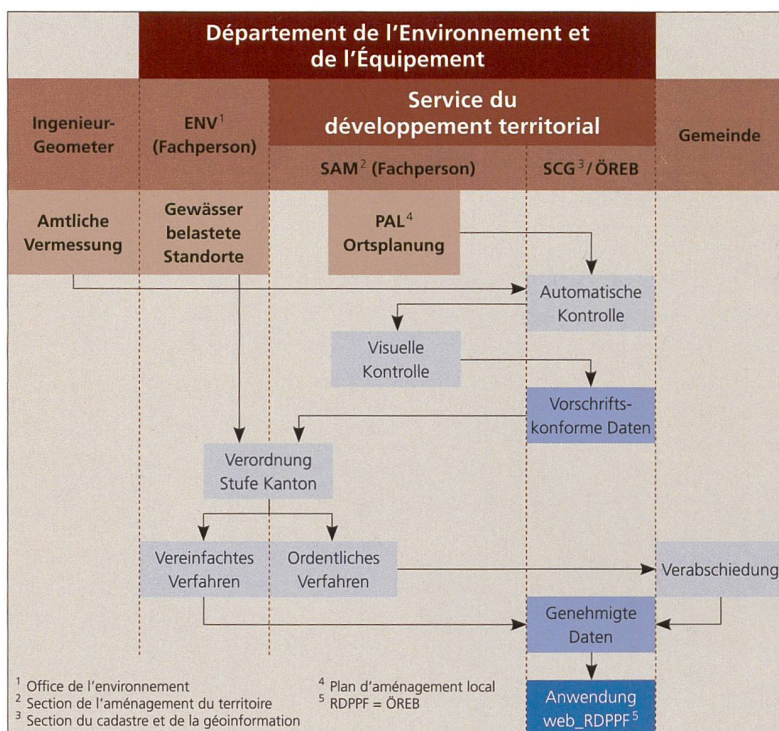 Département de l'Environnement et
de l'Équipement
Ingenieur-
Geometer
ENV¹
(Fachperson)
Service du
développement territorial
Gemeinde
SAM² (Fachperson)
SCG³/ÖREB
Amtliche
Vermessung
Gewässer
belastete
Standorte
PAL⁴
Ortsplanung
Automatische
Kontrolle
Visuelle
Kontrolle
Vorschrifts-
konforme Daten
Verordnung
Stufe Kanton
Vereinfachtes
Verfahren
Ordentliches
Verfahren
Verabschiedung
Genehmigte
Daten
Anwendung
web_RDPPF⁵
¹ Office de l'environnement
² Section de l'aménagement du territoire
³ Section du cadastre et de la géoinformation
⁴ Plan d'aménagement local
⁵ RDPPF = ÖREB